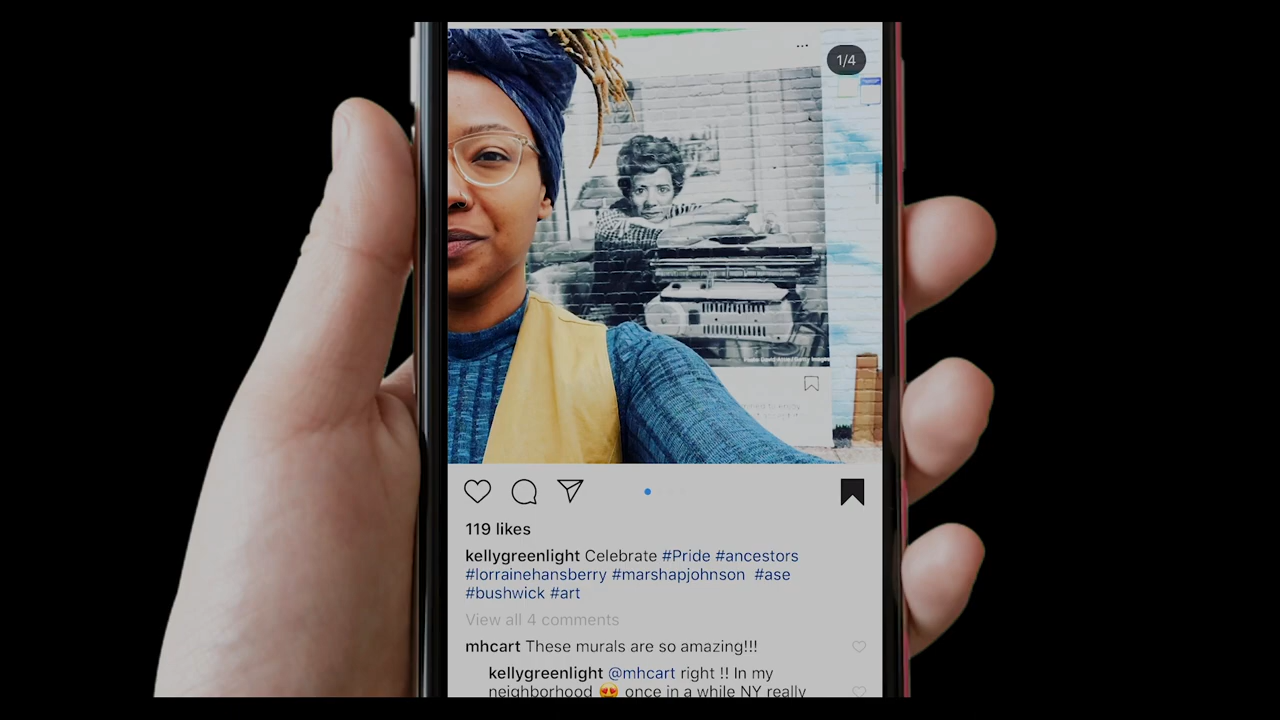 1/4
119 likes
kellygreenlight Celebrate #Pride #ancestors
#lorrainehansberry #marshapjohnson #ase
#bushwick #art
View all 4 comments
mhcart These murals are so amazing!!!
kellygreenlight @mhcart right !! In my
neighborhood 😍 once in a while NY really